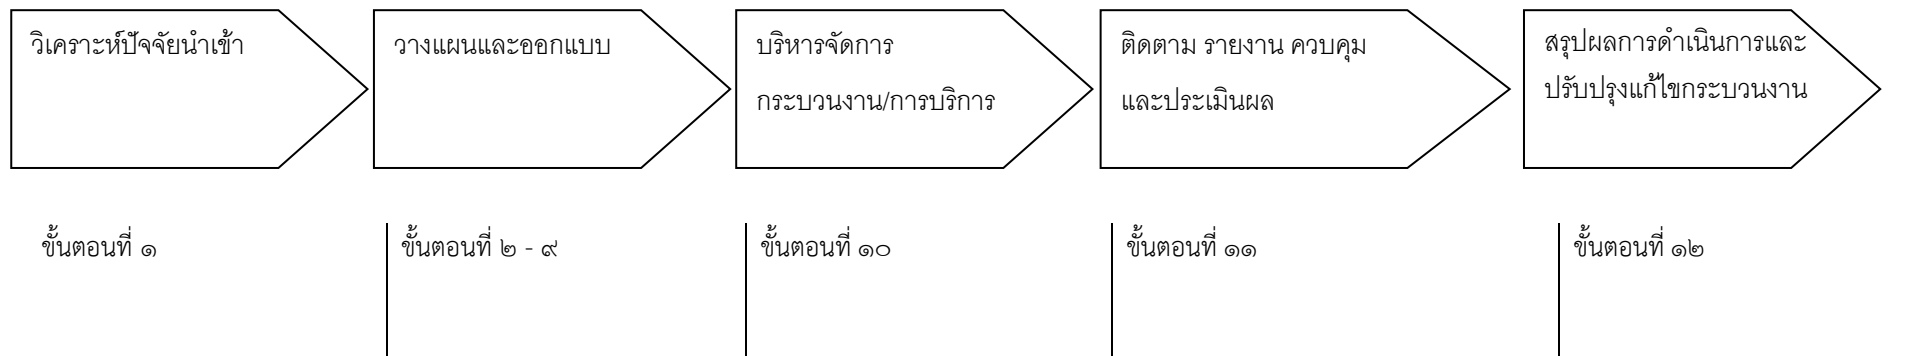 วิเคราะห์ปัจจัยนำเข้า
วางแผนและออกแบบ
บริหารจัดการ
กระบวนงาน/การบริการ
ติดตาม รายงาน ควบคุม
และประเมินผล
สรุปผลการดำเนินการและ
ปรับปรุงแก้ไขกระบวนงาน
ขั้นตอนที่ ๑
ขั้นตอนที่ ๒ - ๙
ขั้นตอนที่ ๑๐
ขั้นตอนที่ ๑๑
ขั้นตอนที่ ๑๒